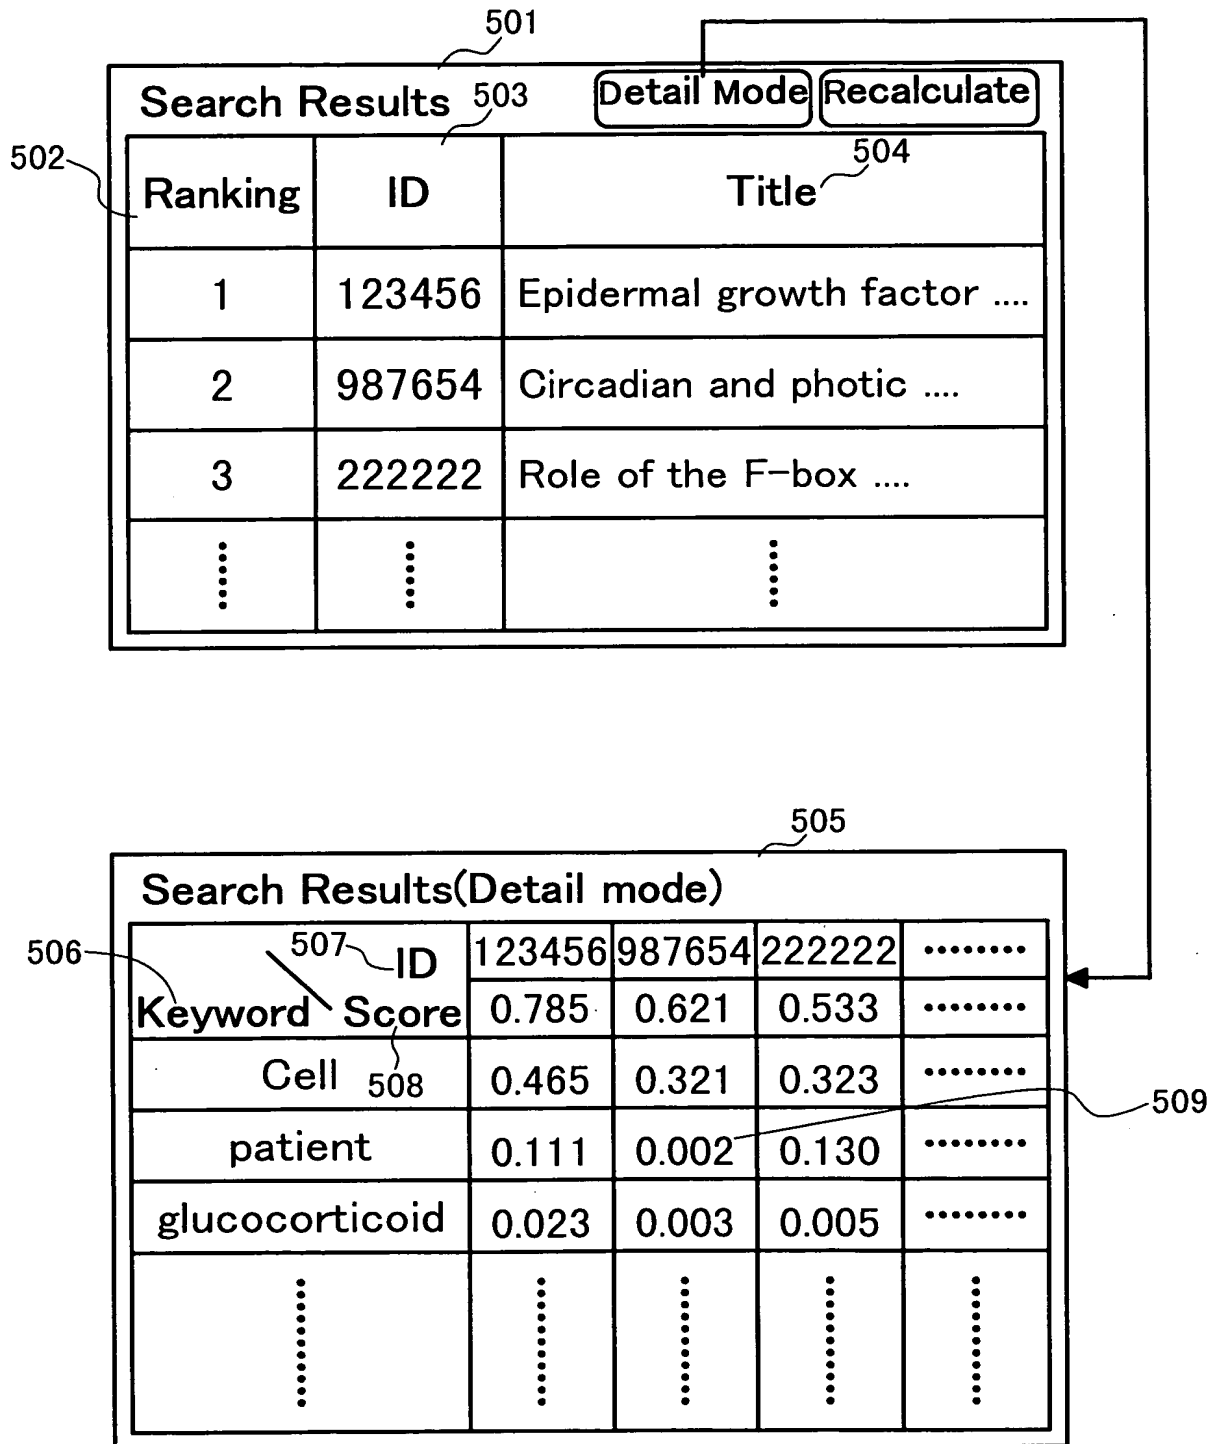 501
Search Results 503 Detail Mode Recalculate
502 Ranking ID Title 504
1 123456 Epidermal growth factor ....
2 987654 Circadian and photic ....
3 222222 Role of the F-box ....
505
Search Results(Detail mode)
507 ID 123456 987654 222222 ........
506 Keyword Score 0.785 0.621 0.533 ........
Cell 508 0.465 0.321 0.323 ........
509
patient 0.111 0.002 0.130 ........
glucocorticoid 0.023 0.003 0.005 ........